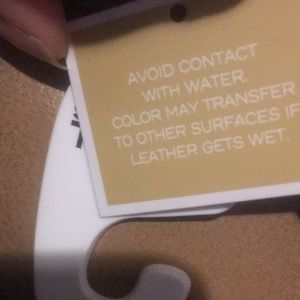 AVOID CONTACT
WITH WATER.
COLOR MAY TRANSFER
TO OTHER SURFACES IF
LEATHER GETS WET.